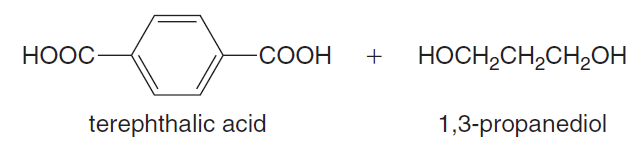 HOOC COOH + HOCH₂CH₂CH₂OH
terephthalic acid 1,3-propanediol